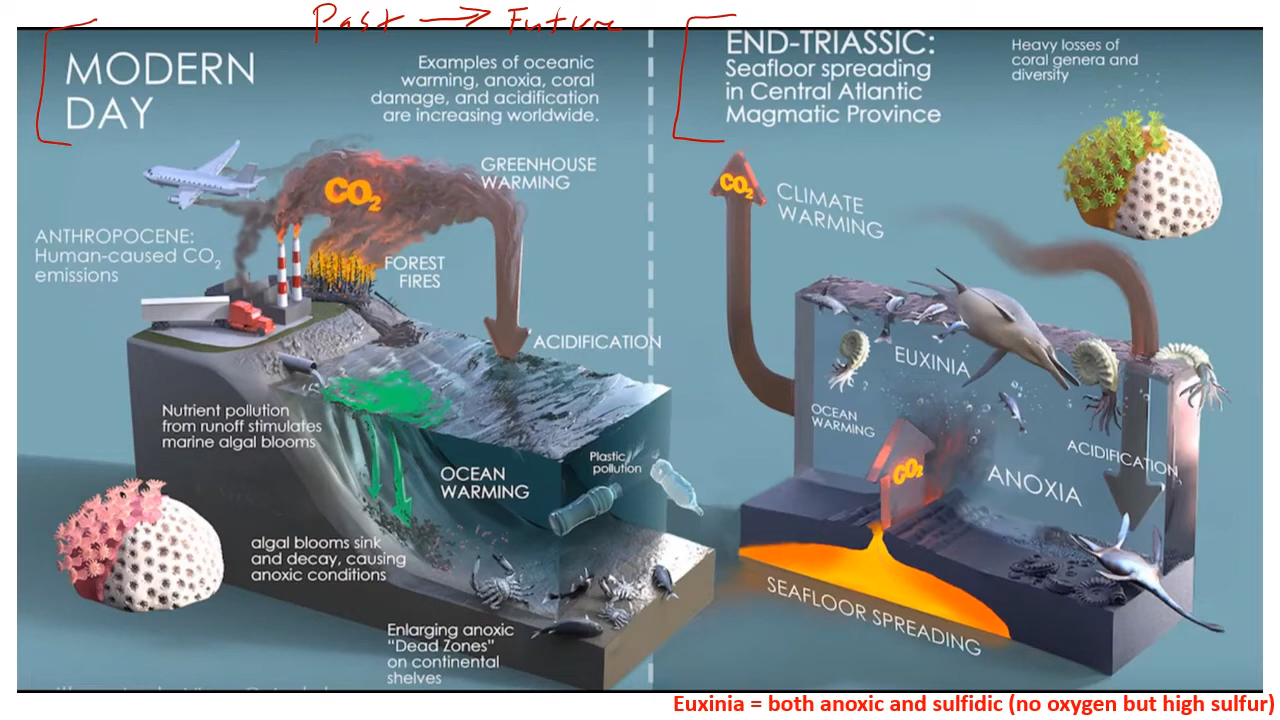 Past → Future
MODERN
DAY
Examples of oceanic
warming, anoxia, coral
damage, and acidification
are increasing worldwide.
GREENHOUSE
WARMING
CO2
ANTHROPOCENE:
Human-caused CO2
emissions
FOREST
FIRES
ACIDIFICATION
Nutrient pollution
from runoff stimulates
marine algal blooms
OCEAN
WARMING
Plastic
pollution
algal blooms sink
and decay, causing
anoxic conditions
Enlarging anoxic
"Dead Zones"
on continental
shelves
END-TRIASSIC:
Seafloor spreading
in Central Atlantic
Magmatic Province
Heavy losses of
coral genera and
diversity
CO2
CLIMATE
WARMING
EUXINIA
OCEAN
WARMING
CO2
ACIDIFICATION
ANOXIA
SEAFLOOR SPREADING
Euxinia = both anoxic and sulfidic (no oxygen but high sulfur)